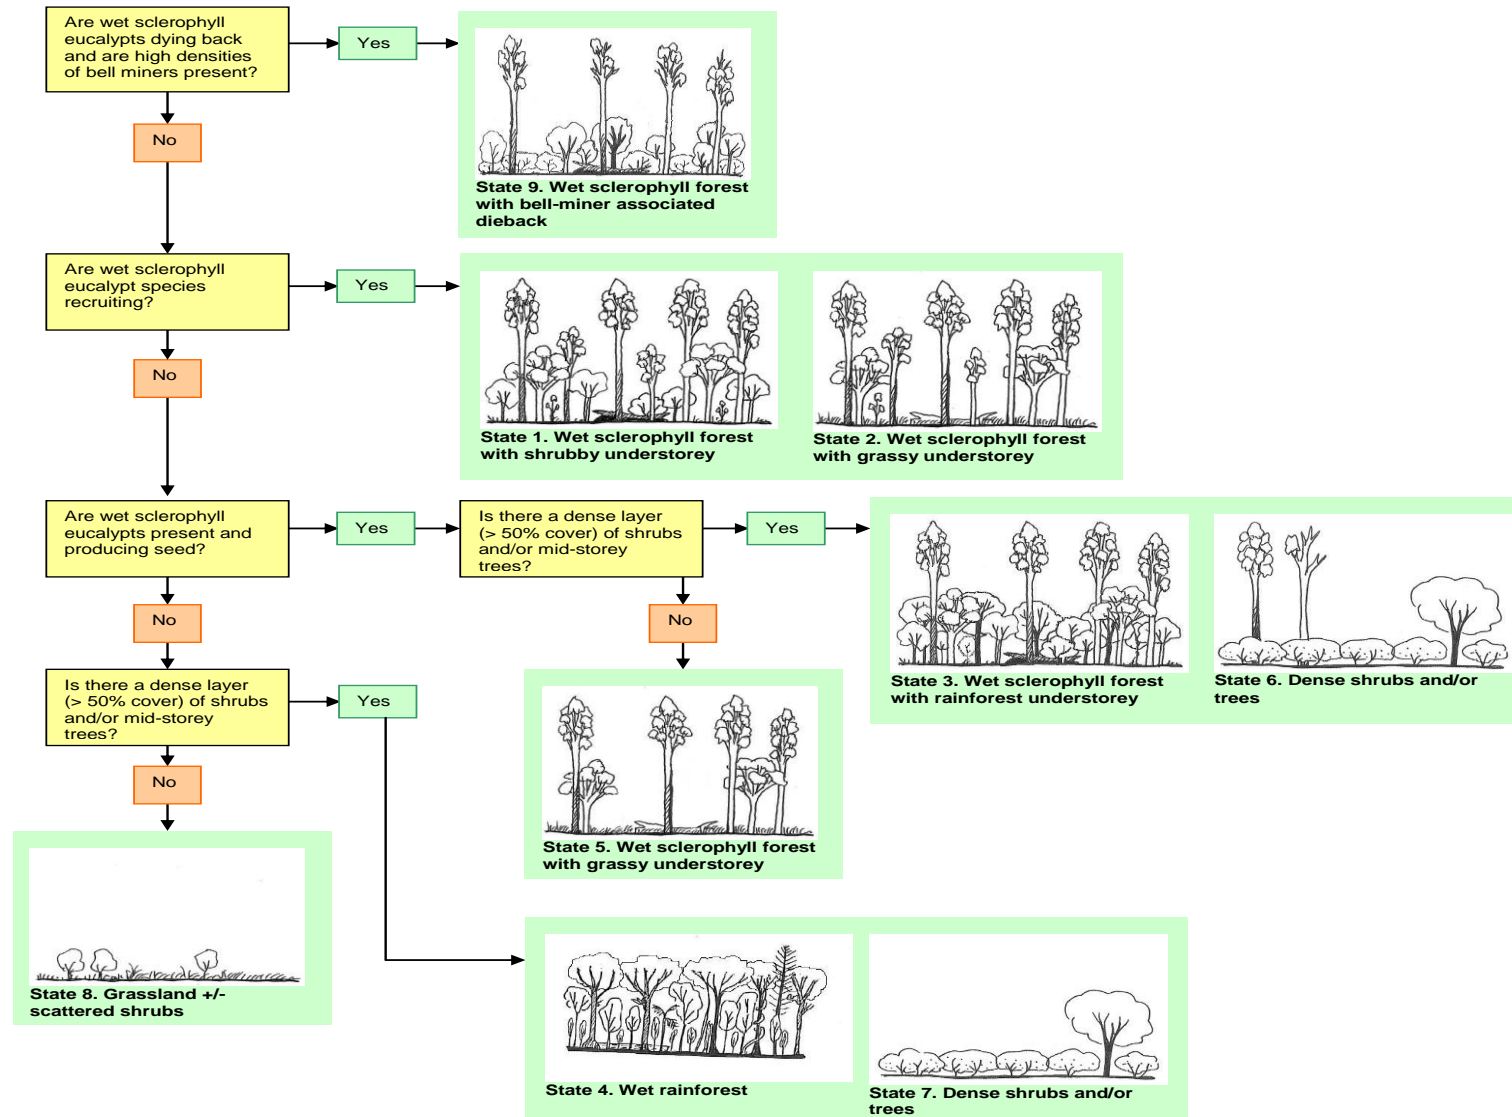 Are wet sclerophyll
eucalypts dying back
and are high densities
of bell miners present?
Yes
State 9. Wet sclerophyll forest
with bell-miner associated
dieback
No
Are wet sclerophyll
eucalypt species
recruiting?
Yes
State 1. Wet sclerophyll forest
with shrubby understorey
State 2. Wet sclerophyll forest
with grassy understorey
No
Are wet sclerophyll
eucalypts present and
producing seed?
Yes
Is there a dense layer
(> 50% cover) of shrubs
and/or mid-storey
trees?
Yes
State 3. Wet sclerophyll forest
with rainforest understorey
State 6. Dense shrubs and/or
trees
No
State 5. Wet sclerophyll forest
with grassy understorey
No
Is there a dense layer
(> 50% cover) of shrubs
and/or mid-storey
trees?
Yes
State 4. Wet rainforest
State 7. Dense shrubs and/or
trees
No
State 8. Grassland +/-
scattered shrubs